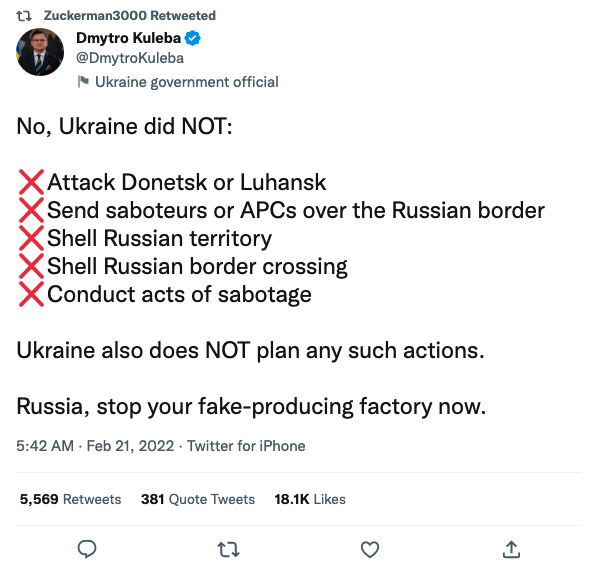 Zuckerman3000 Retweeted
Dmytro Kuleba
@DmytroKuleba
Ukraine government official
No, Ukraine did NOT:
❌Attack Donetsk or Luhansk
❌Send saboteurs or APCs over the Russian border
❌Shell Russian territory
❌Shell Russian border crossing
❌Conduct acts of sabotage
Ukraine also does NOT plan any such actions.
Russia, stop your fake-producing factory now.
5:42 AM · Feb 21, 2022 · Twitter for iPhone
5,569 Retweets 381 Quote Tweets 18.1K Likes